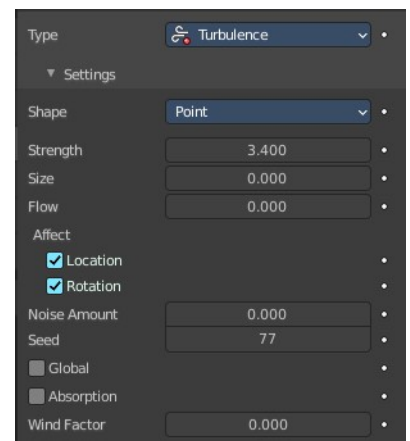 Type Turbulence
Settings
Shape Point
Strength 3.400
Size 0.000
Flow 0.000
Affect
Location
Rotation
Noise Amount 0.000
Seed 77
Global
Absorption
Wind Factor 0.000